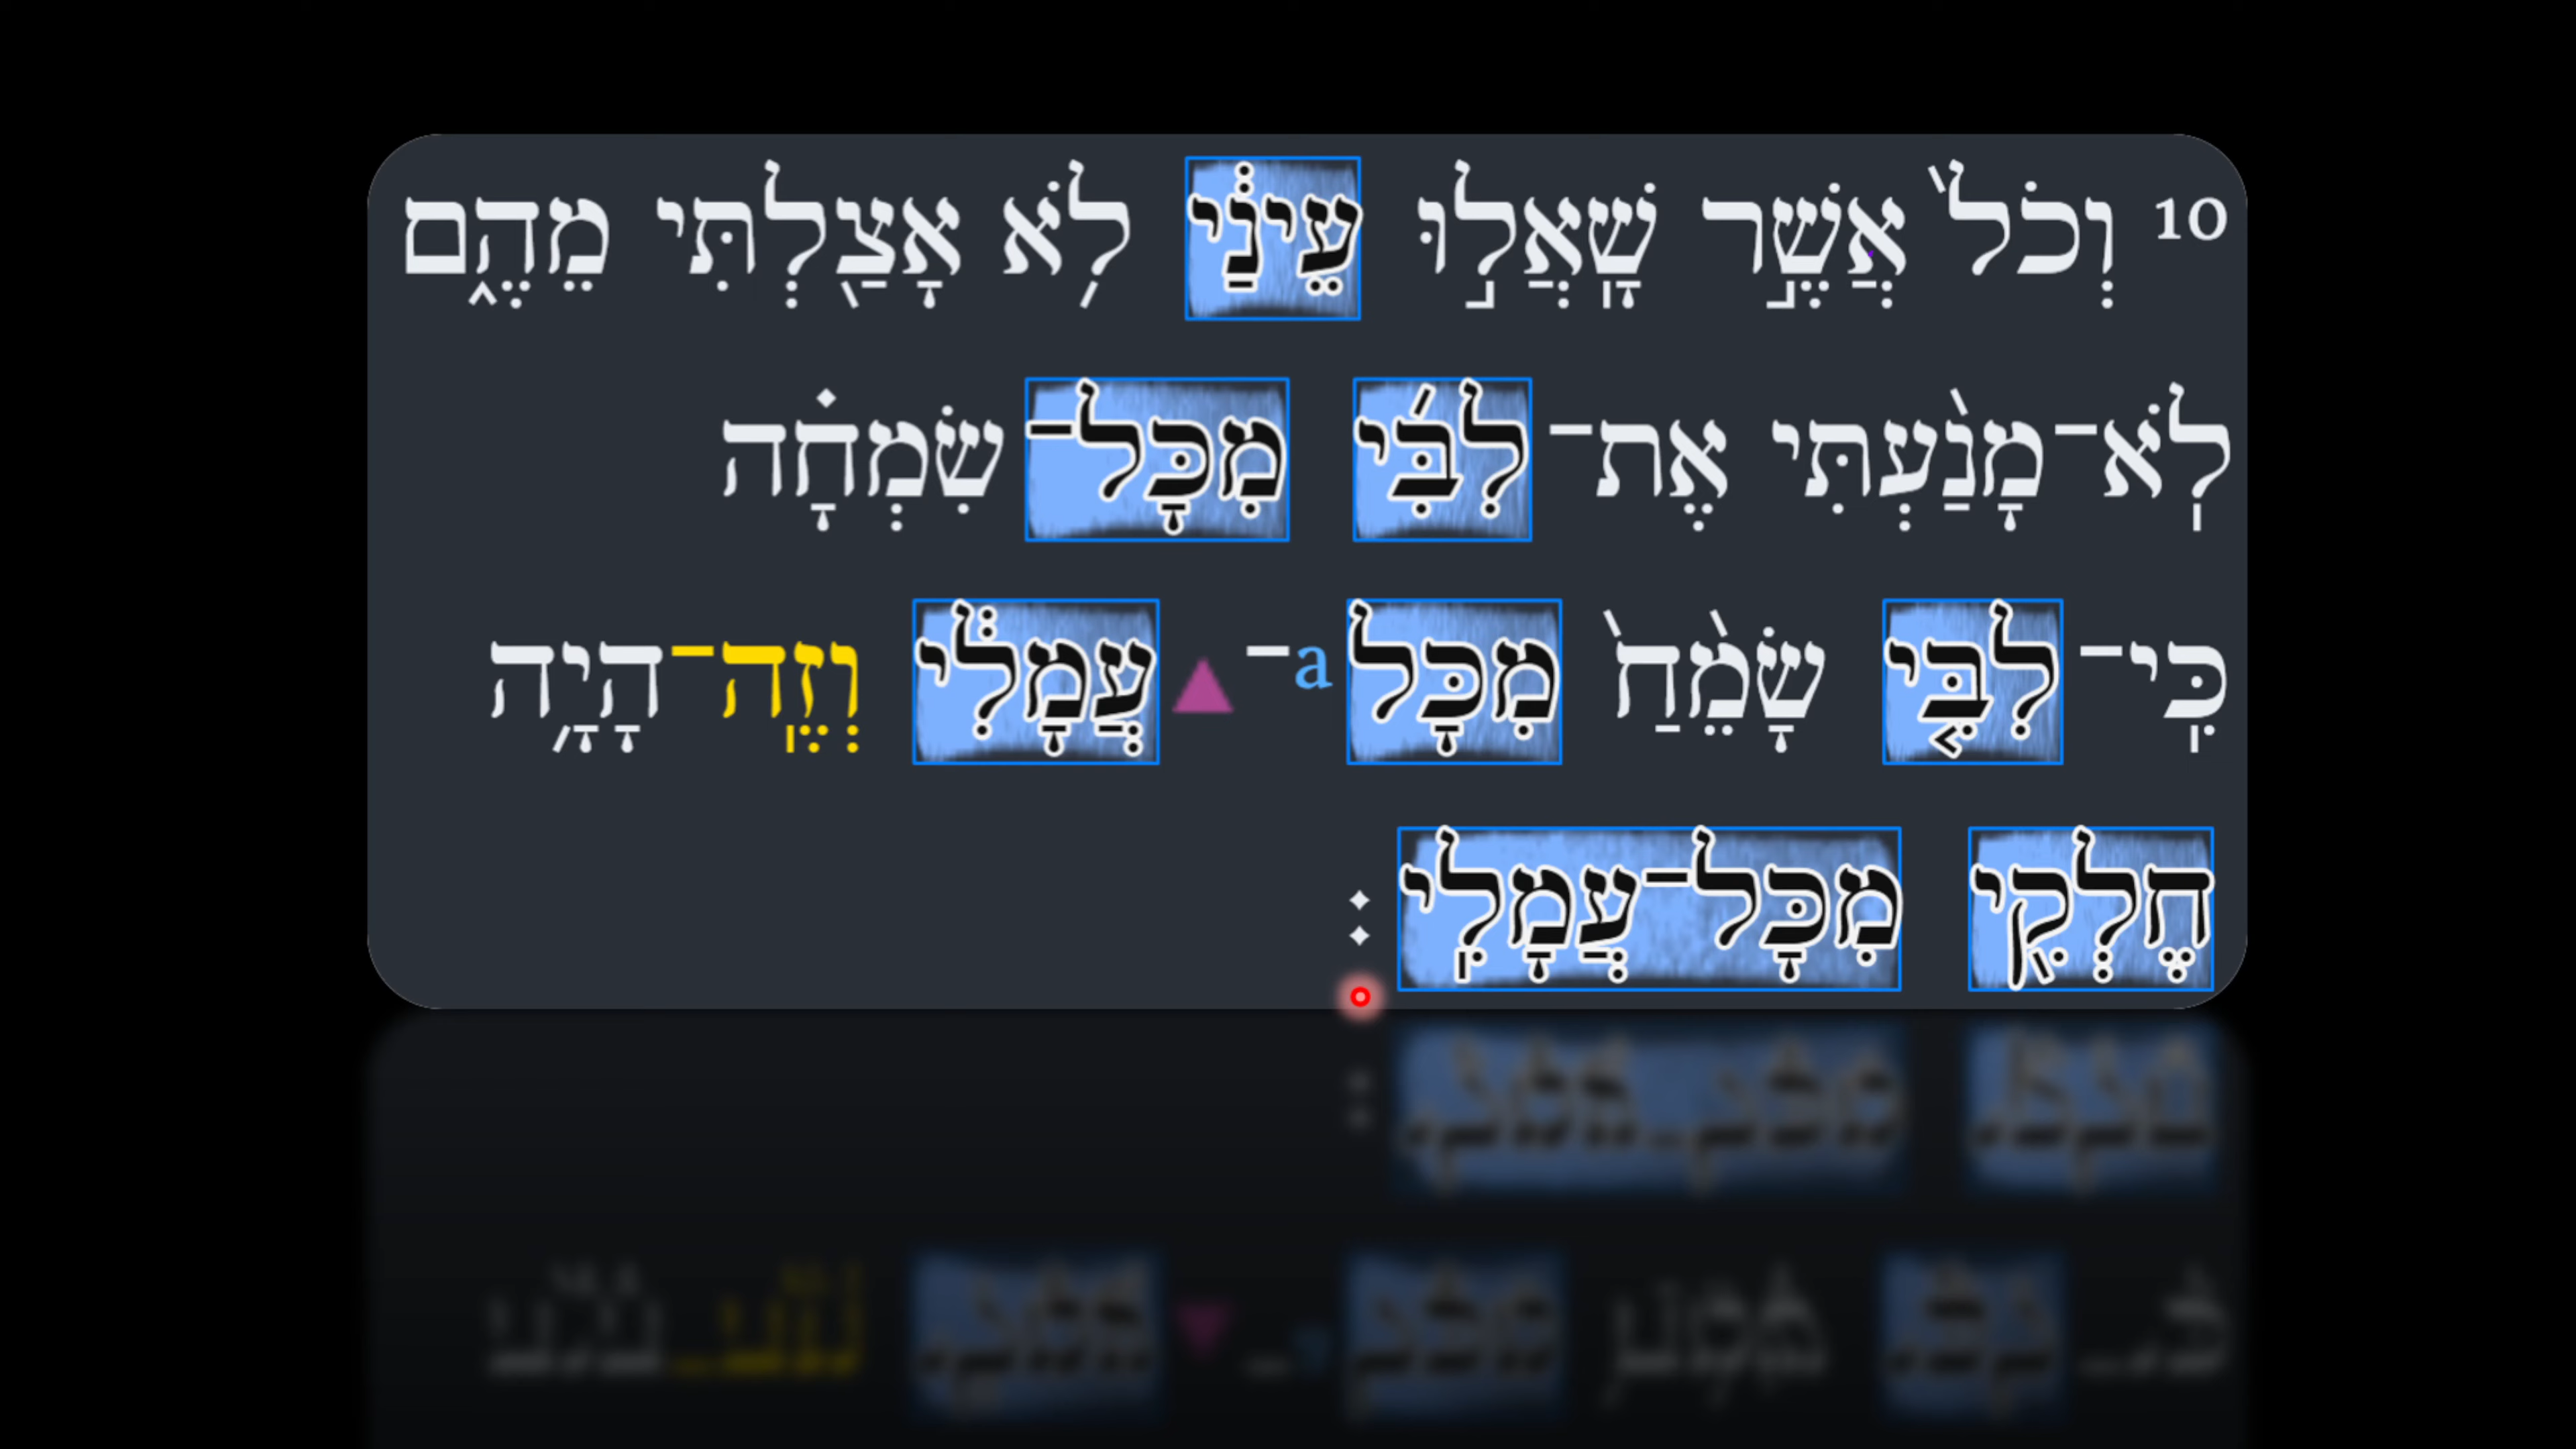 10 וְכֹל֙ אֲשֶׁ֣ר שָֽׁאֲל֣וּ עֵינַ֔י לֹ֥א אָצַ֖לְתִּי מֵהֶ֑ם
לֹֽא־מָנַ֨עְתִּי אֶת־לִבִּ֜י מִכָּל־שִׂמְחָ֗ה
כִּֽי־לִבִּ֤י שָׂמֵ֙חַ֙ מִכָּל a־ ▲ עֲמָלִ֔י וְזֶֽה־הָיָ֥ה
חֶלְקִ֖י מִכָּל־עֲמָלִֽי׃